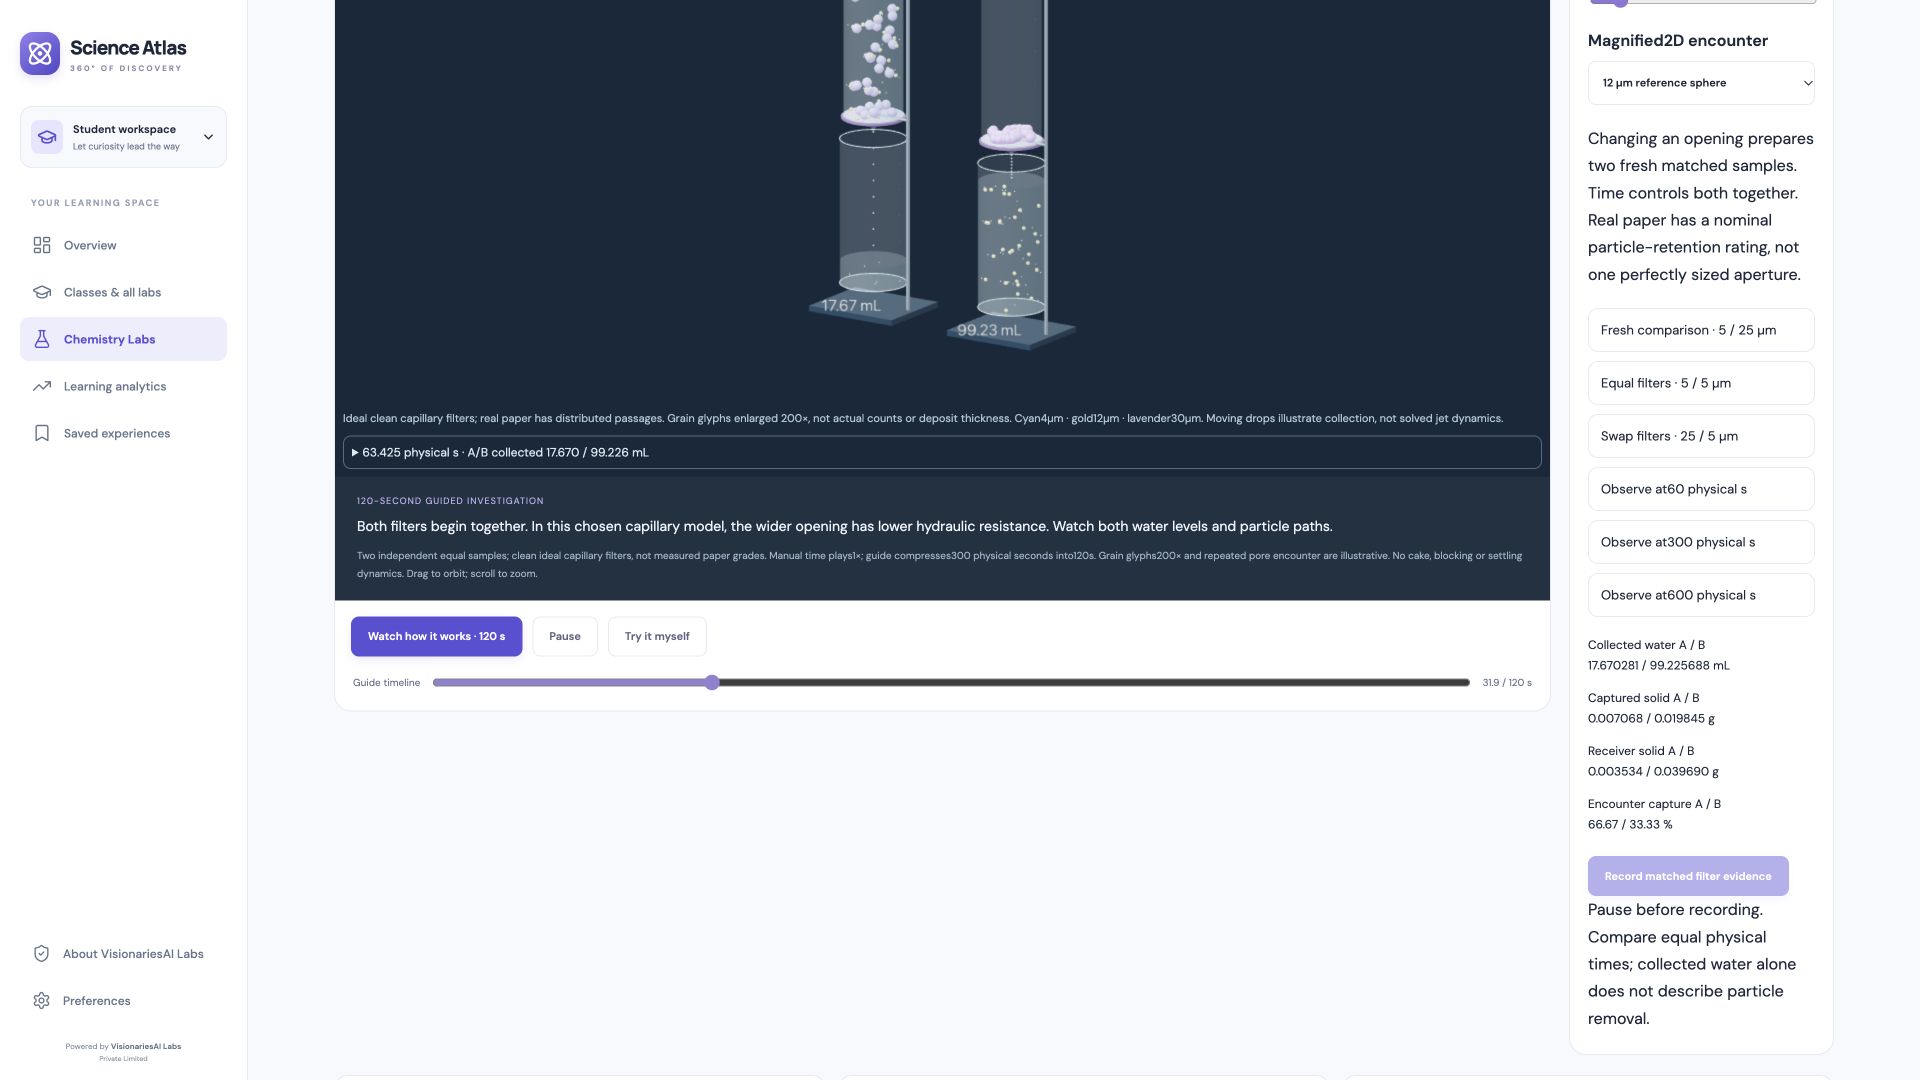 Science Atlas
360° OF DISCOVERY
Student workspace
Let curiosity lead the way
YOUR LEARNING SPACE
Overview
Classes & all labs
Chemistry Labs
Learning analytics
Saved experiences
About VisionariesAI Labs
Preferences
Powered by VisionariesAI Labs
Private Limited
17.67 mL
99.23 mL
Ideal clean capillary filters; real paper has distributed passages. Grain glyphs enlarged 200×, not actual counts or deposit thickness. Cyan4µm · gold12µm · lavender30µm. Moving drops illustrate collection, not solved jet dynamics.
▶ 63.425 physical s · A/B collected 17.670 / 99.226 mL
120-SECOND GUIDED INVESTIGATION
Both filters begin together. In this chosen capillary model, the wider opening has lower hydraulic resistance. Watch both water levels and particle paths.
Two independent equal samples; clean ideal capillary filters, not measured paper grades. Manual time plays1×; guide compresses300 physical seconds into120s. Grain glyphs200× and repeated pore encounter are illustrative. No cake, blocking or settling
dynamics. Drag to orbit; scroll to zoom.
Watch how it works · 120 s
Pause
Try it myself
Guide timeline
31.9 / 120 s
Magnified2D encounter
12 µm reference sphere
Changing an opening prepares
two fresh matched samples.
Time controls both together.
Real paper has a nominal
particle-retention rating, not
one perfectly sized aperture.
Fresh comparison · 5 / 25 µm
Equal filters · 5 / 5 µm
Swap filters · 25 / 5 µm
Observe at60 physical s
Observe at300 physical s
Observe at600 physical s
Collected water A / B
17.670281 / 99.225688 mL
Captured solid A / B
0.007068 / 0.019845 g
Receiver solid A / B
0.003534 / 0.039690 g
Encounter capture A / B
66.67 / 33.33 %
Record matched filter evidence
Pause before recording.
Compare equal physical
times; collected water alone
does not describe particle
removal.